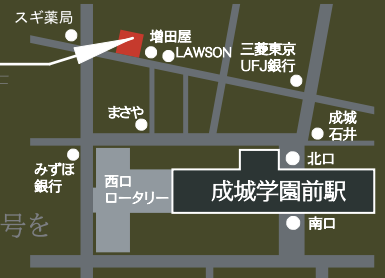 スギ薬局
増田屋
LAWSON
三菱東京
UFJ銀行
まさや
成城
石井
みずほ
銀行
西口
ロータリー
北口
成城学園前駅
南口
号を